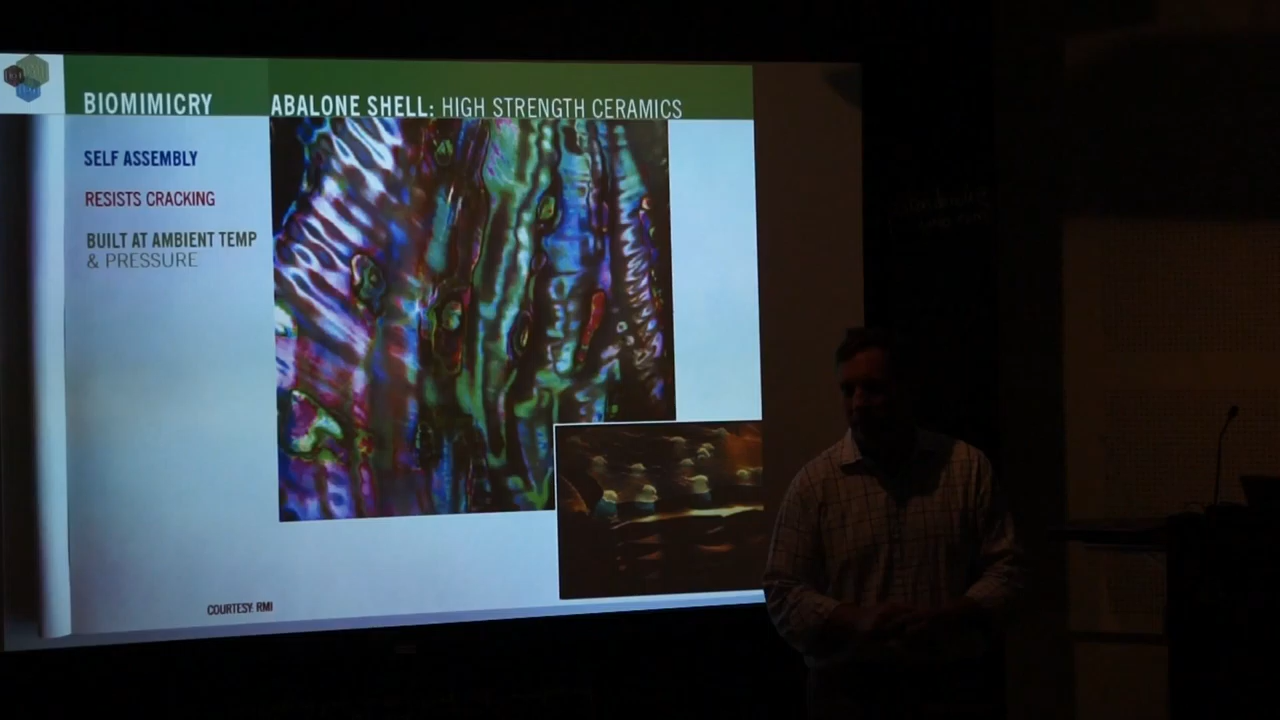 BIOMIMICRY
ABALONE SHELL: HIGH STRENGTH CERAMICS
SELF ASSEMBLY
RESISTS CRACKING
BUILT AT AMBIENT TEMP
& PRESSURE
COURTESY: RMI